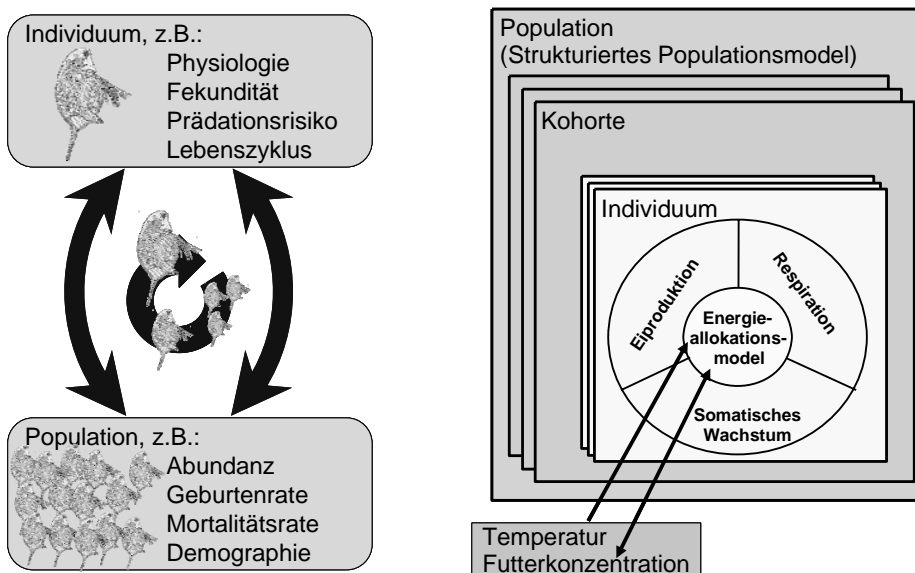 Individuum, z.B.:
Physiologie
Fekundität
Prädationsrisiko
Lebenszyklus
Population, z.B.:
Abundanz
Geburtenrate
Mortalitätsrate
Demographie
Population
(Strukturiertes Populationsmodel)
Kohorte
Individuum
Eiproduktion
Respiration
Energie-
allokations-
model
Somatisches
Wachstum
Temperatur
Futterkonzentration